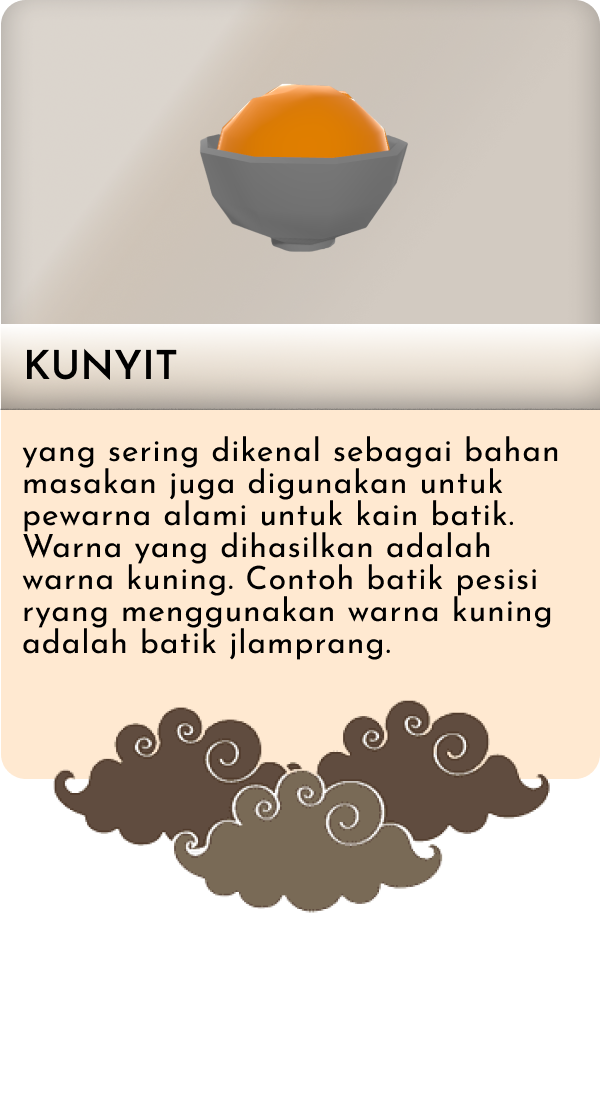 KUNYIT
yang sering dikenal sebagai bahan
masakan juga digunakan untuk
pewarna alami untuk kain batik.
Warna yang dihasilkan adalah
warna kuning. Contoh batik pesisi
ryang menggunakan warna kuning
adalah batik jlamprang.